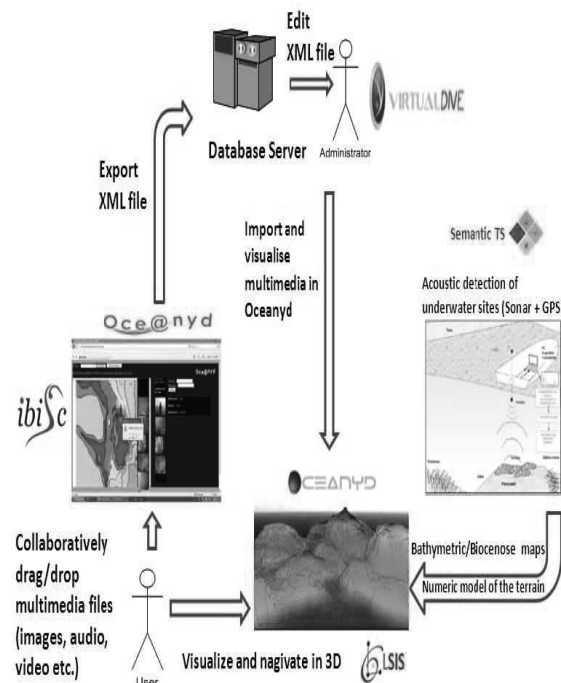 Edit
XML file
VIRTUALDIVE
Database Server
Administrator
Export
XML file
Import and
visualise
multimedia in
Oceanyd
Semantic TS
Acoustic detection of
underwater sites (Sonar + GPS
Oce@nyd
ibisc
OCEANYD
Bathymetric/Biocenose maps
Numeric model of the terrain
Collaboratively
drag/drop
multimedia files
(images, audio,
video etc.)
User
Visualize and nagivate in 3D
LSIS